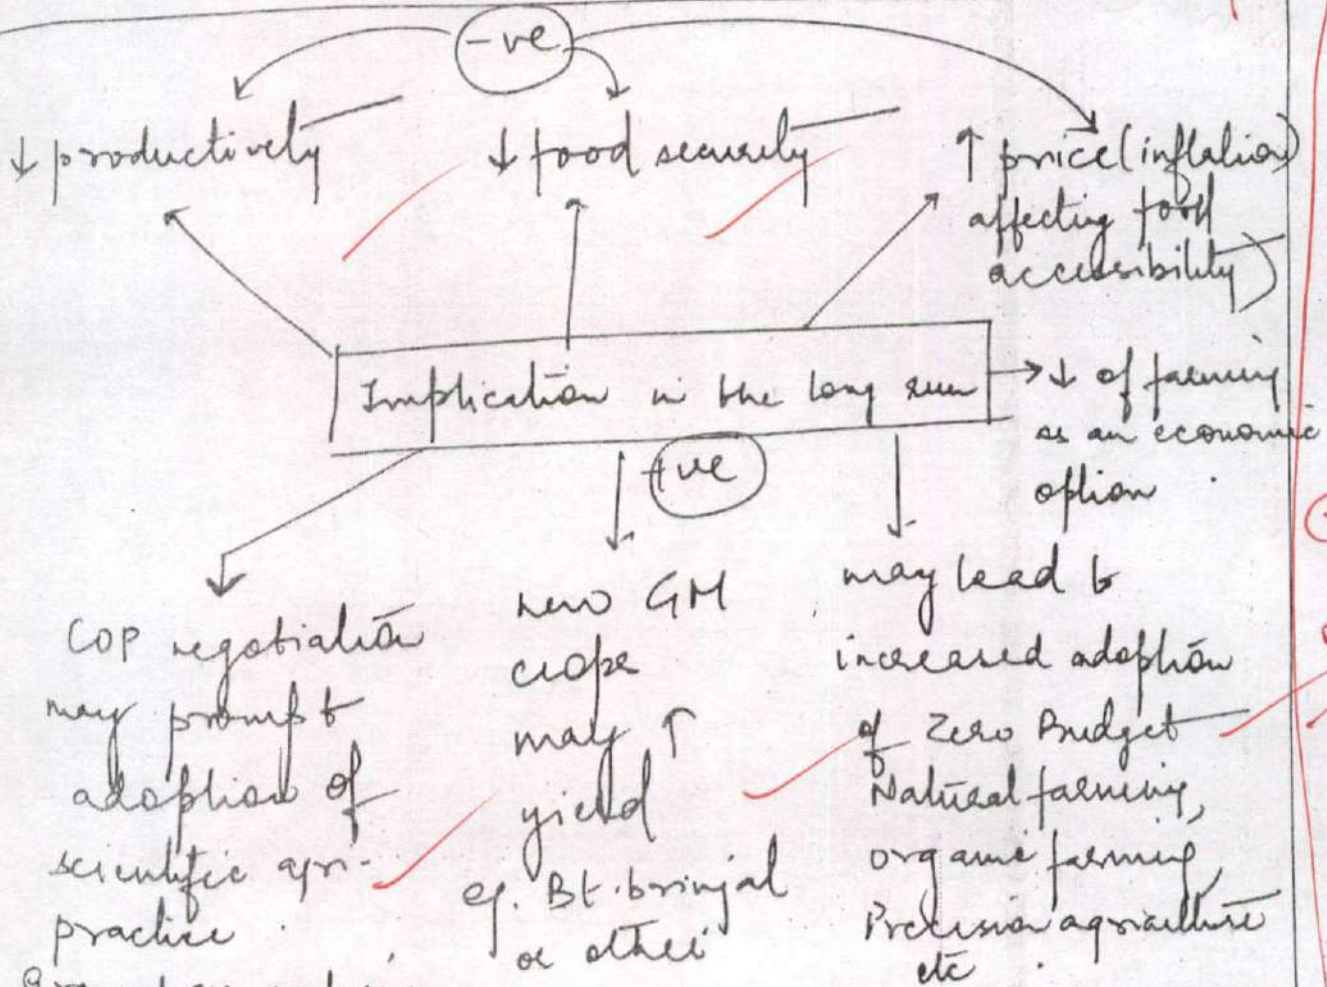 -ve
↓ productively
↓ food security
↑ price (inflation)
affecting food
accessibility)
Implication in the long run
→ ↓ of farming
as an economic
option
+ve
COP negotiation
may prompt
adoption of
scientific agri-
practice
new GM
crops
may ↑
yield
eg. Bt. brinjal
or other
may lead to
increased adoption
of Zero Budget
Natural farming,
organic farming,
Precision agriculture
etc